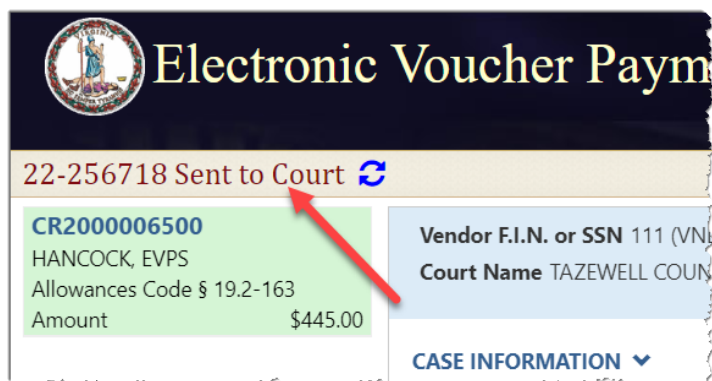 VIRGINIA
Electronic Voucher Paym
22-256718 Sent to Court
CR2000006500
HANCOCK, EVPS
Allowances Code § 19.2-163
Amount $445.00
Vendor F.I.N. or SSN 111 (VN
Court Name TAZEWELL COUN
CASE INFORMATION